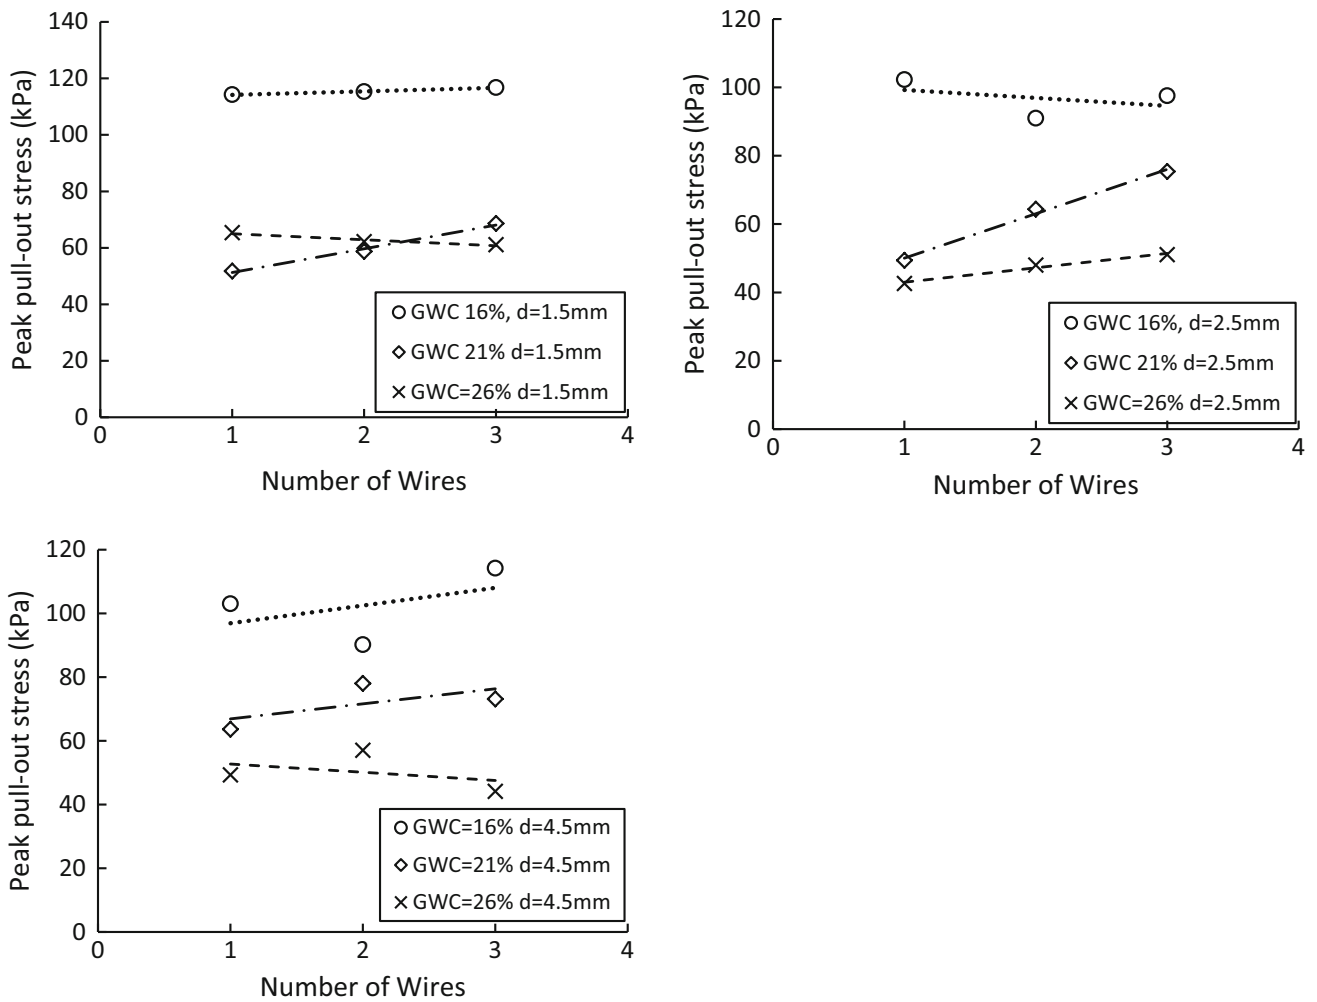 Peak pull-out stress (kPa)
140
120
100
80
60
40
20
0
0 1 2 3 4
Number of Wires
GWC 16%, d=1.5mm
GWC 21% d=1.5mm
GWC=26% d=1.5mm
Peak pull-out stress (kPa)
120
100
80
60
40
20
0
0 1 2 3 4
Number of Wires
GWC 16%, d=2.5mm
GWC 21% d=2.5mm
GWC=26% d=2.5mm
Peak pull-out stress (kPa)
120
100
80
60
40
20
0
0 1 2 3 4
Number of Wires
GWC=16% d=4.5mm
GWC=21% d=4.5mm
GWC=26% d=4.5mm